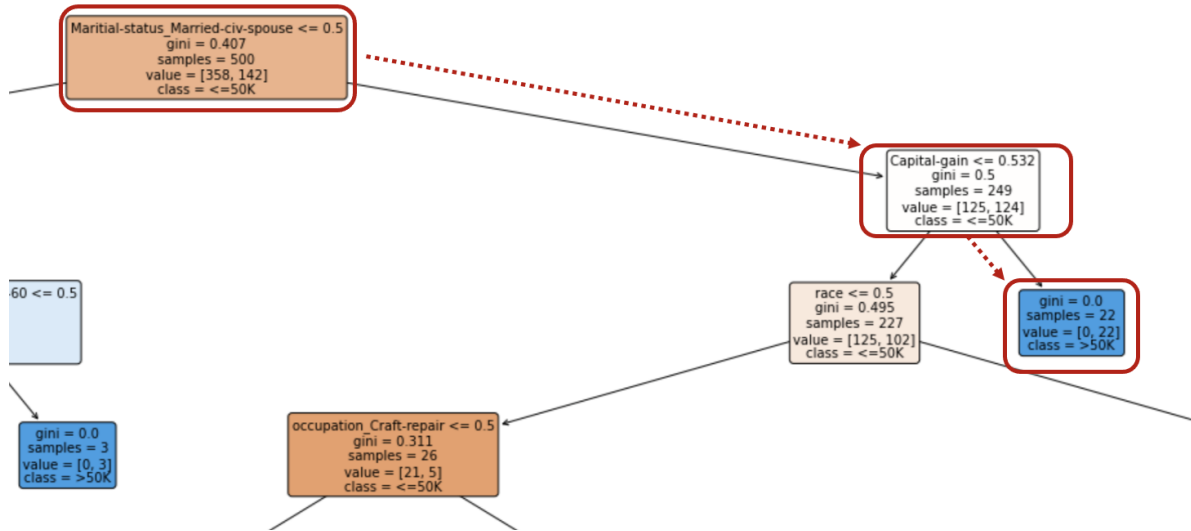 Maritial-status_Married-civ-spouse <= 0.5
gini = 0.407
samples = 500
value = [358, 142]
class = <=50K
Capital-gain <= 0.532
gini = 0.5
samples = 249
value = [125, 124]
class = <=50K
60 <= 0.5
race <= 0.5
gini = 0.495
samples = 227
value = [125, 102]
class = <=50K
gini = 0.0
samples = 22
value = [0, 22]
class = >50K
gini = 0.0
samples = 3
value = [0, 3]
class = >50K
occupation_Craft-repair <= 0.5
gini = 0.311
samples = 26
value = [21, 5]
class = <=50K